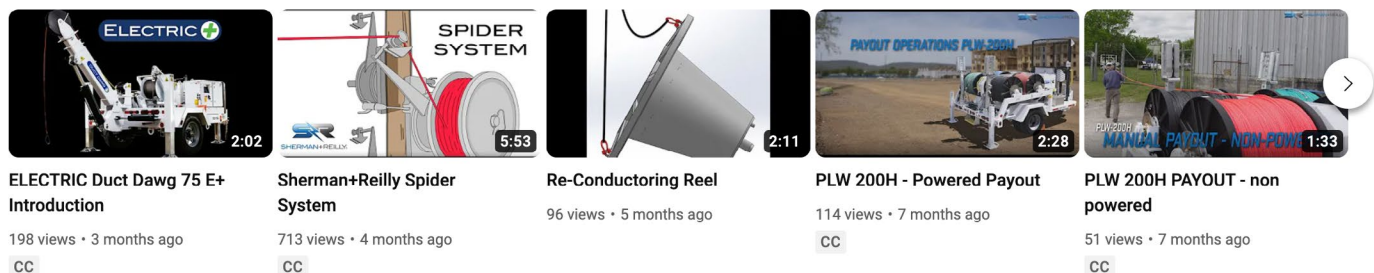 ELECTRIC
2:02
ELECTRIC Duct Dawg 75 E+
Introduction
198 views • 3 months ago
CC
SPIDER
SYSTEM
SHERMAN+REILLY
5:53
Sherman+Reilly Spider
System
713 views • 4 months ago
CC
2:11
Re-Conductoring Reel
96 views • 5 months ago
PAYOUT OPERATIONS PLW-200H
2:28
PLW 200H - Powered Payout
114 views • 7 months ago
CC
PLW-200H
MANUAL PAYOUT - NON-POWE
1:33
PLW 200H PAYOUT - non
powered
51 views • 7 months ago
CC